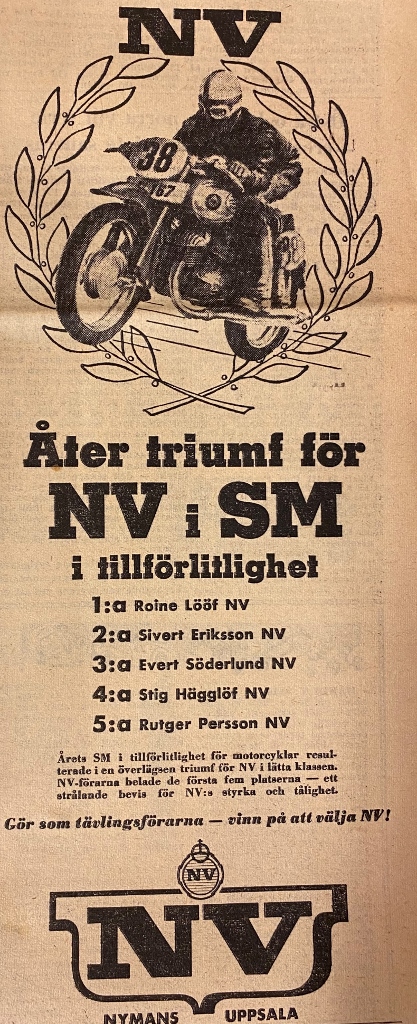 NV
38
167
Åter triumf för
NV i SM
i tillförlitlighet
1:a Roine Lööf NV
2:a Sivert Eriksson NV
3:a Evert Söderlund NV
4:a Stig Hägglöf NV
5:a Rutger Persson NV
Årets SM i tillförlitlighet för motorcyklar resul-
terade i en överlägsen triumf för NV i lätta klassen.
NV-förarna belade de första fem platserna — ett
strålande bevis för NV:s styrka och tålighet.
Gör som tävlingsförarna — vinn på att välja NV!
NV
NV
NYMANS UPPSALA